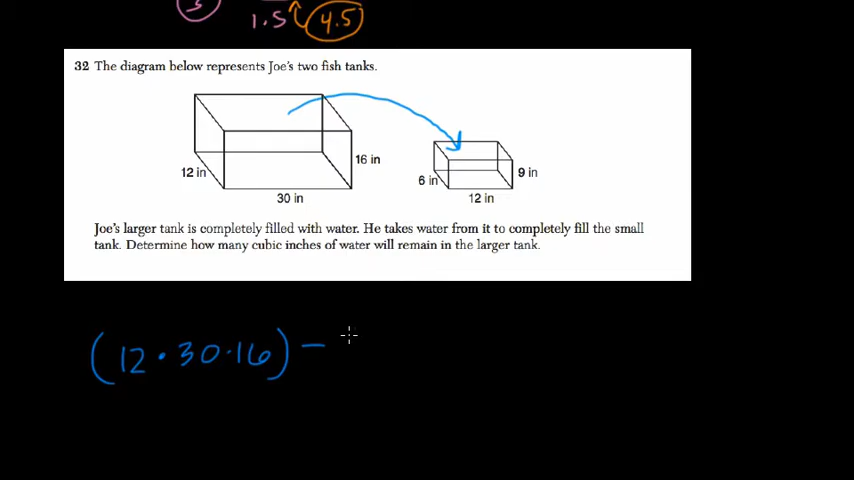 3
1.5 4.5
32 The diagram below represents Joe's two fish tanks.
16 in
12 in
9 in
6 in
30 in
12 in
Joe's larger tank is completely filled with water. He takes water from it to completely fill the small
tank. Determine how many cubic inches of water will remain in the larger tank.
(12 · 30 · 16) −